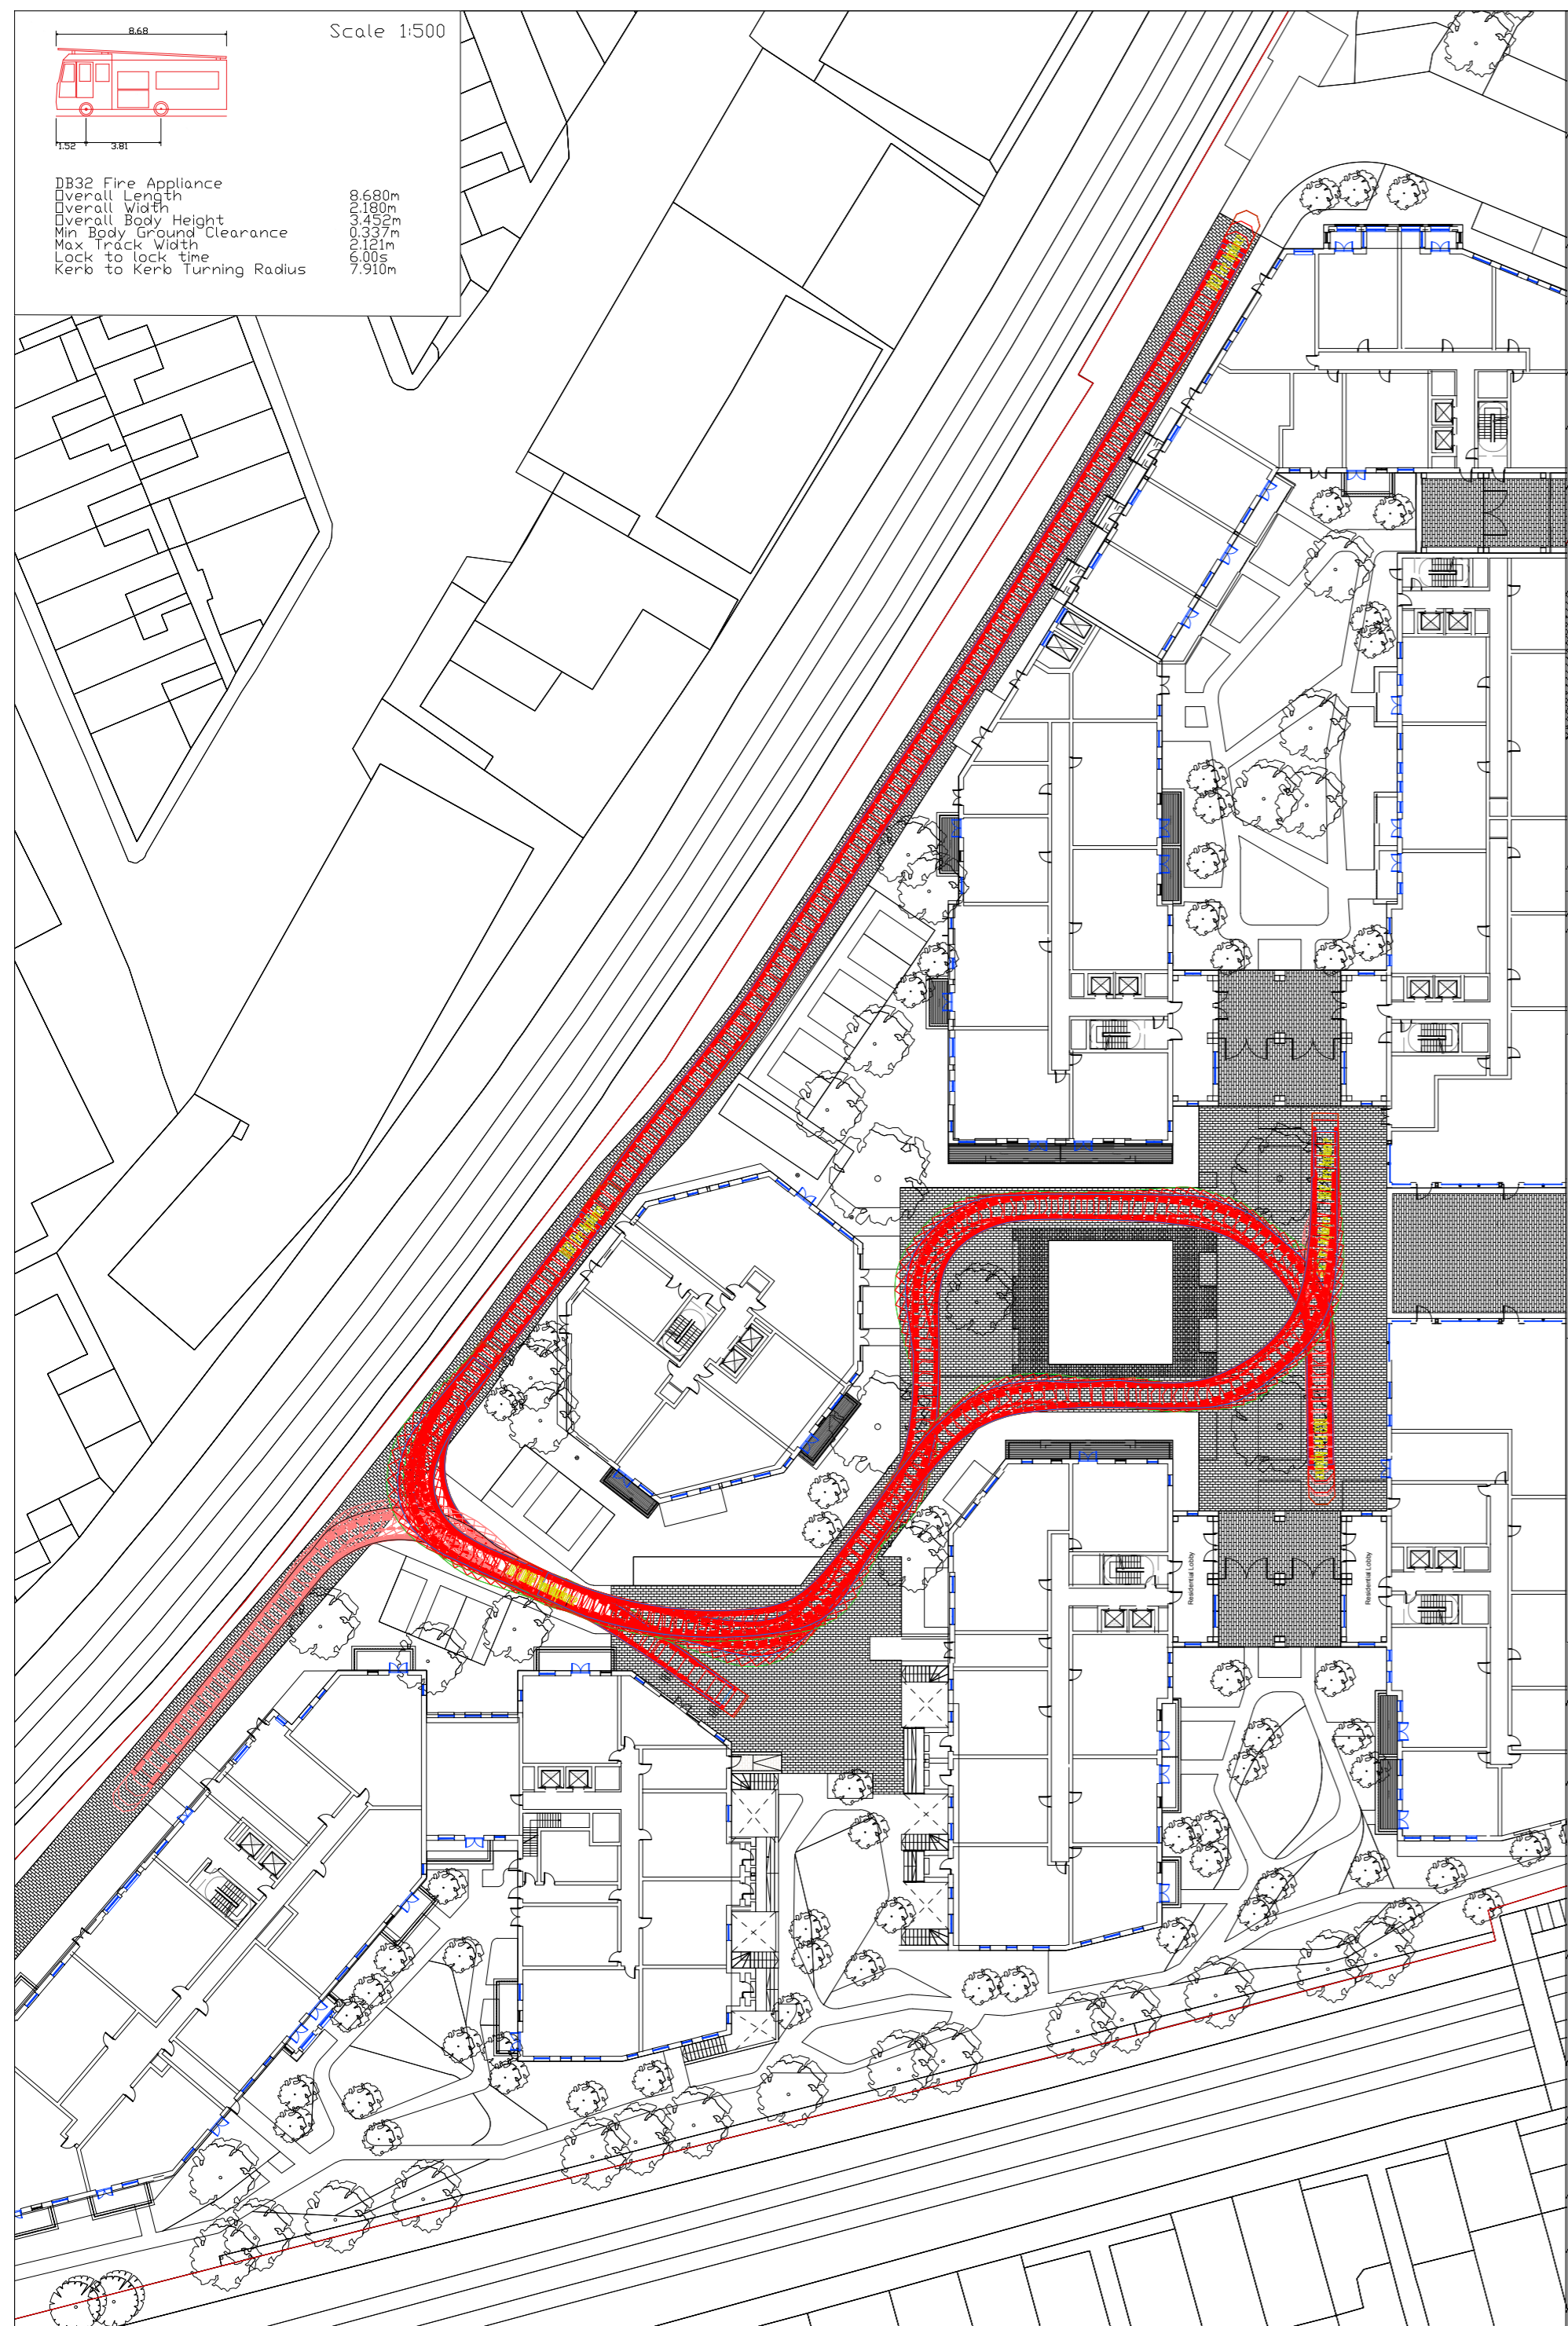 Scale 1:500
8.68
1.52
3.81
DB32 Fire Appliance
Overall Length 8.680m
Overall Width 2.180m
Overall Body Height 3.452m
Min Body Ground Clearance 0.337m
Max Track Width 2.121m
Lock to lock time 6.00s
Kerb to Kerb Turning Radius 7.910m
Residential Lobby
Residential Lobby